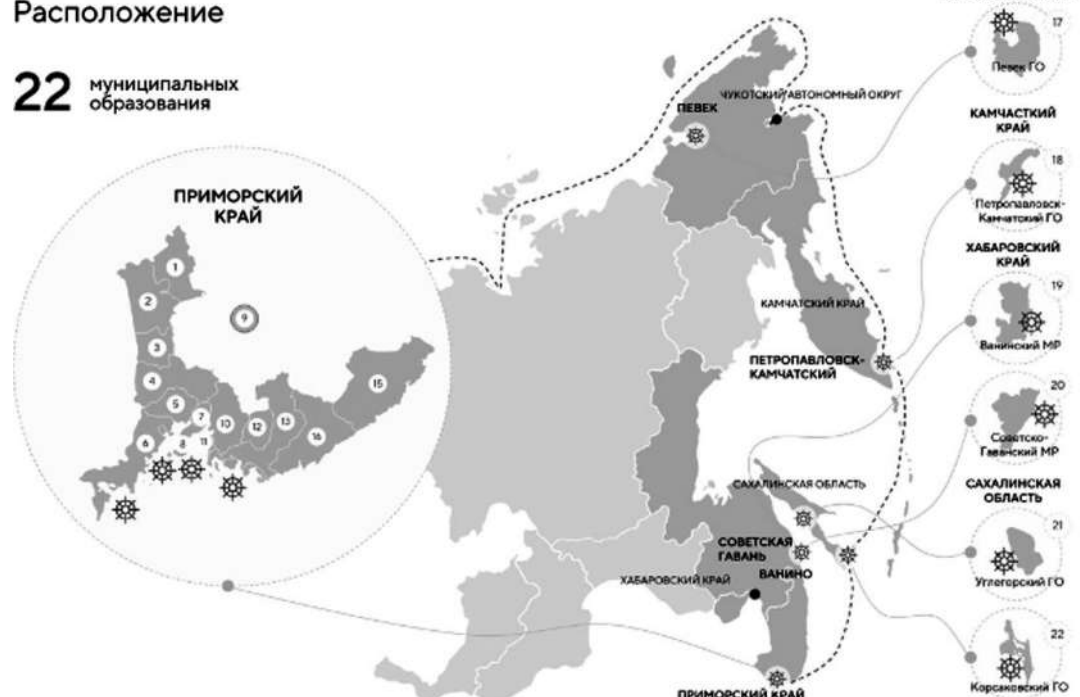 Расположение
22 муниципальных
образования
ПРИМОРСКИЙ
КРАЙ
1
2
3
4
5
6
7
8
9
10
11
12
13
14
15
ЧУКОТСКИЙ АВТОНОМНЫЙ ОКРУГ
ПЕВЕК
КАМЧАТСКИЙ КРАЙ
ПЕТРОПАВЛОВСК-
КАМЧАТСКИЙ
САХАЛИНСКАЯ ОБЛАСТЬ
СОВЕТСКАЯ
ГАВАНЬ
ВАНИНО
ХАБАРОВСКИЙ КРАЙ
ПРИМОРСКИЙ КРАЙ
17
Певек ГО
КАМЧАСТКИЙ
КРАЙ
18
Петропавловск-
Камчатский ГО
ХАБАРОВСКИЙ
КРАЙ
19
Ванинский МР
20
Советско-
Гаванский МР
САХАЛИНСКАЯ
ОБЛАСТЬ
21
Углегорский ГО
22
Корсаковский ГО